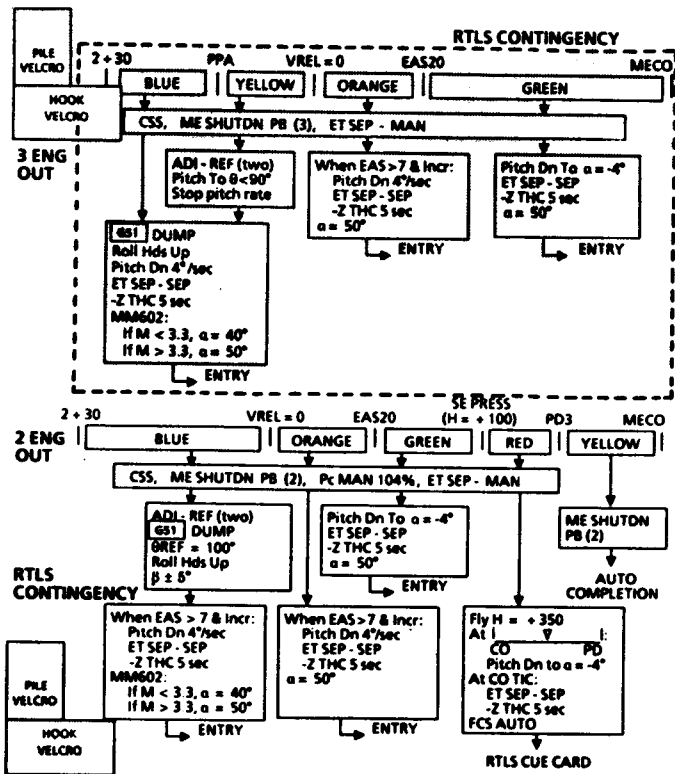 RTLS CONTINGENCY
PILE
VELCRO
HOOK
VELCRO
2 + 30 PPA VREL = 0 EAS20 MECO
BLUE YELLOW ORANGE GREEN
CSS, ME SHUTDN PB (3), ET SEP - MAN
3 ENG
OUT
ADI - REF (two)
Pitch To θ<90°
Stop pitch rate
When EAS >7 & Incr:
Pitch Dn 4°/sec
ET SEP - SEP
-Z THC 5 sec
α = 50°
ENTRY
Pitch Dn To α = -4°
ET SEP - SEP
-Z THC 5 sec
α = 50°
ENTRY
G51 DUMP
Roll Hds Up
Pitch Dn 4°/sec
ET SEP - SEP
-Z THC 5 sec
MM602:
If M < 3.3, α = 40°
If M > 3.3, α = 50°
ENTRY
2 + 30 VREL = 0 EAS20 SE PRESS (H = + 100) PD3 MECO
2 ENG
OUT
BLUE ORANGE GREEN RED YELLOW
CSS, ME SHUTDN PB (2), Pc MAN 104%, ET SEP - MAN
ADI - REF (two)
G51 DUMP
θREF = 100°
Roll Hds Up
β ± 5°
Pitch Dn To α = -4°
ET SEP - SEP
-Z THC 5 sec
α = 50°
ME SHUTDN
PB (2)
AUTO
COMPLETION
RTLS
CONTINGENCY
When EAS > 7 & Incr:
Pitch Dn 4°/sec
ET SEP - SEP
-Z THC 5 sec
MM602:
If M < 3.3, α = 40°
If M > 3.3, α = 50°
ENTRY
When EAS >7 & Incr:
Pitch Dn 4°/sec
ET SEP - SEP
-Z THC 5 sec
α = 50°
ENTRY
Fly H = + 350
At :
CO PD
Pitch Dn to α = -4°
At CO TIC:
ET SEP - SEP
-Z THC 5 sec
FCS AUTO
RTLS CUE CARD
PILE
VELCRO
HOOK
VELCRO